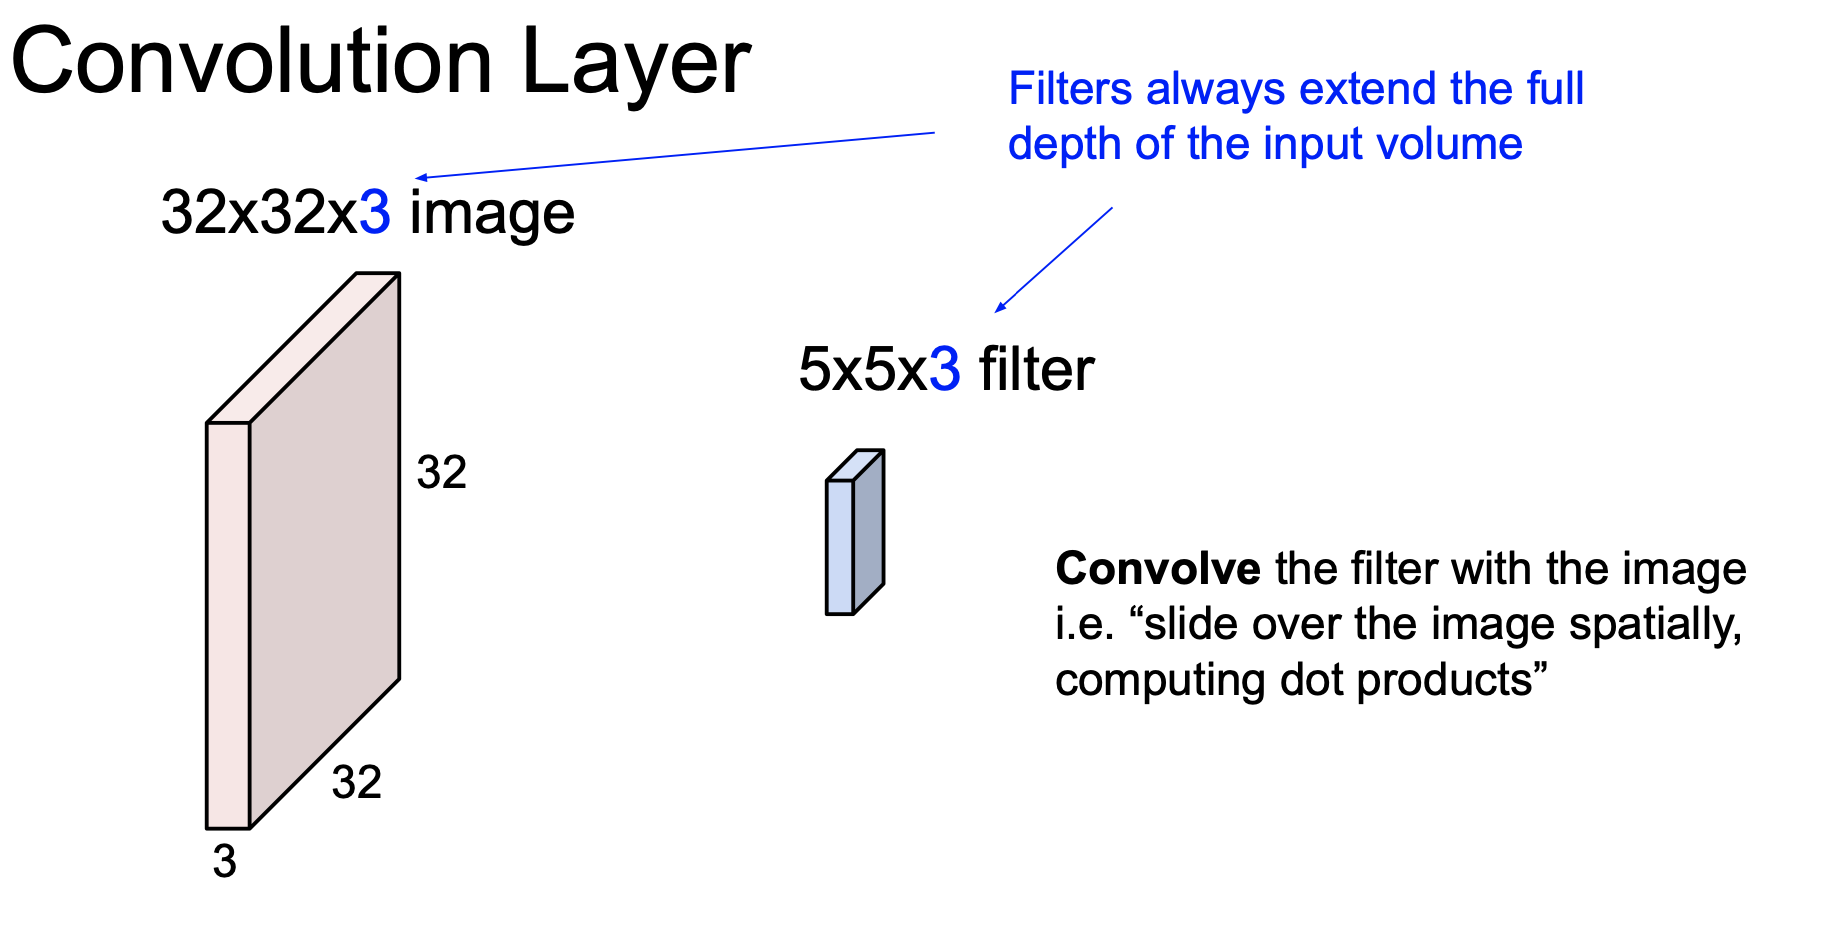 Convolution Layer
Filters always extend the full
depth of the input volume
32x32x3 image
5x5x3 filter
32
Convolve the filter with the image
i.e. “slide over the image spatially,
computing dot products”
32
3